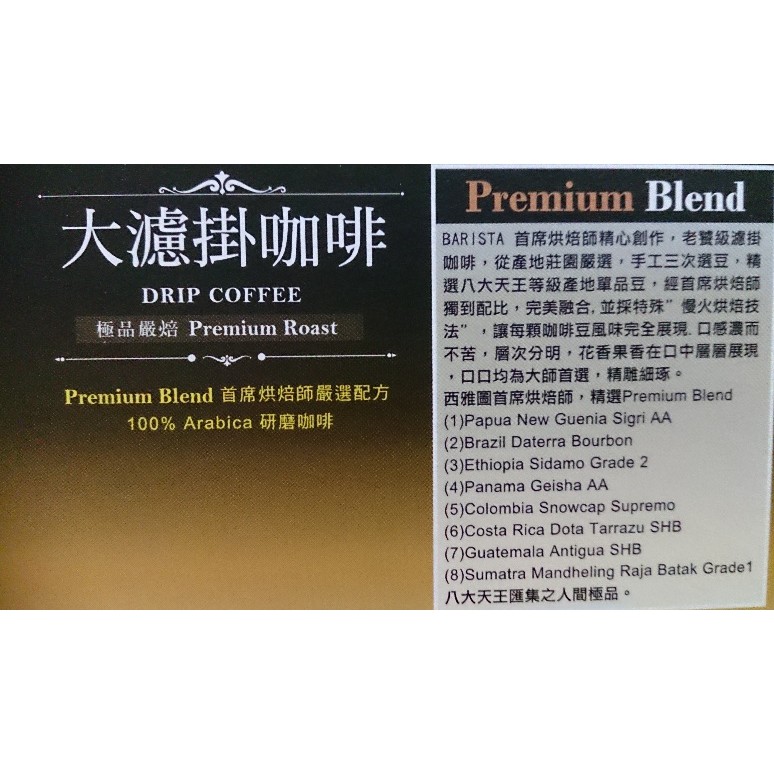 大濾掛咖啡
DRIP COFFEE
極品嚴焙 Premium Roast
Premium Blend 首席烘焙師嚴選配方
100% Arabica 研磨咖啡
Premium Blend
BARISTA 首席烘焙師精心創作，老饕級濾掛
咖啡，從產地莊園嚴選，手工三次選豆，精
選八大天王等級產地單品豆，經首席烘焙師
獨到配比，完美融合,並採特殊”慢火烘焙技
法”，讓每顆咖啡豆風味完全展現.口感濃而
不苦，層次分明，花香果香在口中層層展現
，口口均為大師首選，精雕細琢。
西雅圖首席烘焙師，精選Premium Blend
(1)Papua New Guenia Sigri AA
(2)Brazil Daterra Bourbon
(3)Ethiopia Sidamo Grade 2
(4)Panama Geisha AA
(5)Colombia Snowcap Supremo
(6)Costa Rica Dota Tarrazu SHB
(7)Guatemala Antigua SHB
(8)Sumatra Mandheling Raja Batak Grade1
八大天王匯集之人間極品。